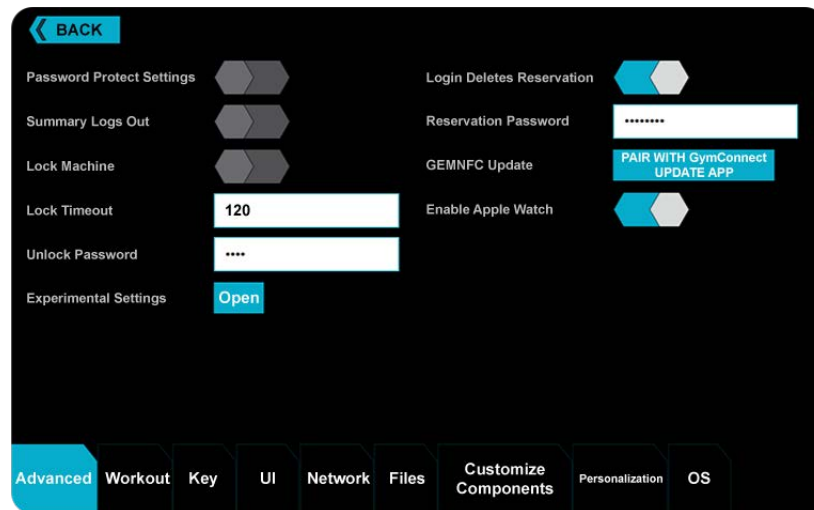 BACK
Password Protect Settings
Summary Logs Out
Lock Machine
Lock Timeout
120
Unlock Password
••••
Experimental Settings
Open
Login Deletes Reservation
Reservation Password
••••••••
GEMNFC Update
PAIR WITH GymConnect
UPDATE APP
Enable Apple Watch
Advanced
Workout
Key
UI
Network
Files
Customize
Components
Personalization
OS